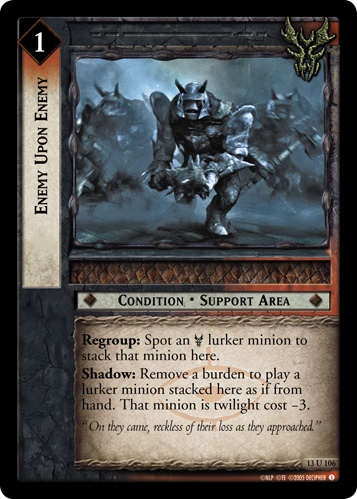 1
ENEMY UPON ENEMY
CONDITION • SUPPORT AREA
Regroup: Spot an lurker minion to
stack that minion here.
Shadow: Remove a burden to play a
lurker minion stacked here as if from
hand. That minion is twilight cost –3.
"On they came, reckless of their loss as they approached."
13 U 106
©NLP ©TE ©2005 DECIPHER